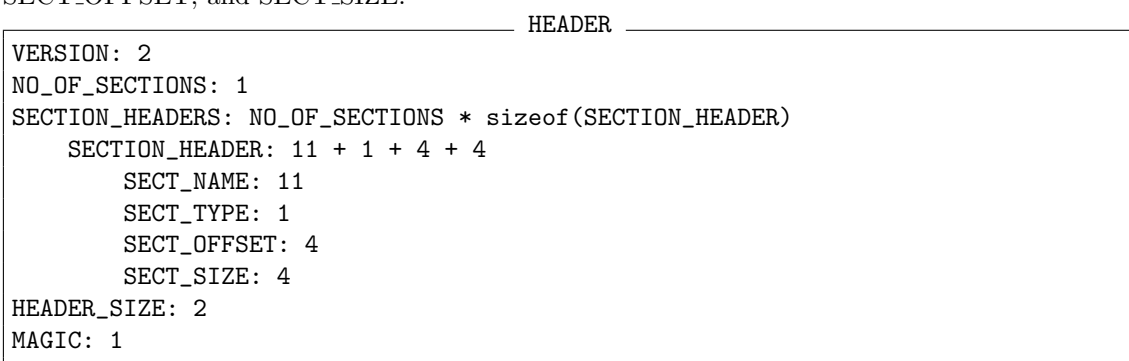 SECT_OFFSET, and SECT_SIZE.
HEADER
VERSION: 2
NO_OF_SECTIONS: 1
SECTION_HEADERS: NO_OF_SECTIONS * sizeof(SECTION_HEADER)
SECTION_HEADER: 11 + 1 + 4 + 4
SECT_NAME: 11
SECT_TYPE: 1
SECT_OFFSET: 4
SECT_SIZE: 4
HEADER_SIZE: 2
MAGIC: 1